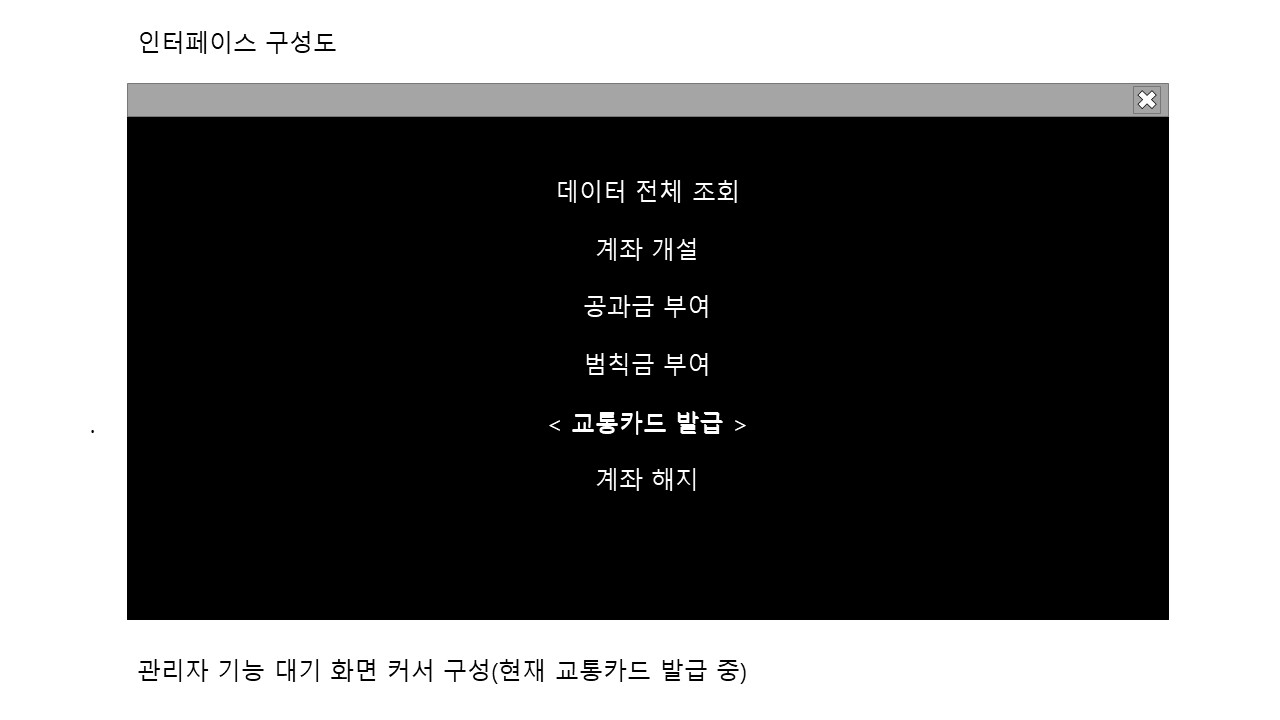 인터페이스 구성도
데이터 전체 조회
계좌 개설
공과금 부여
범칙금 부여
.
< 교통카드 발급 >
계좌 해지
관리자 기능 대기 화면 커서 구성(현재 교통카드 발급 중)